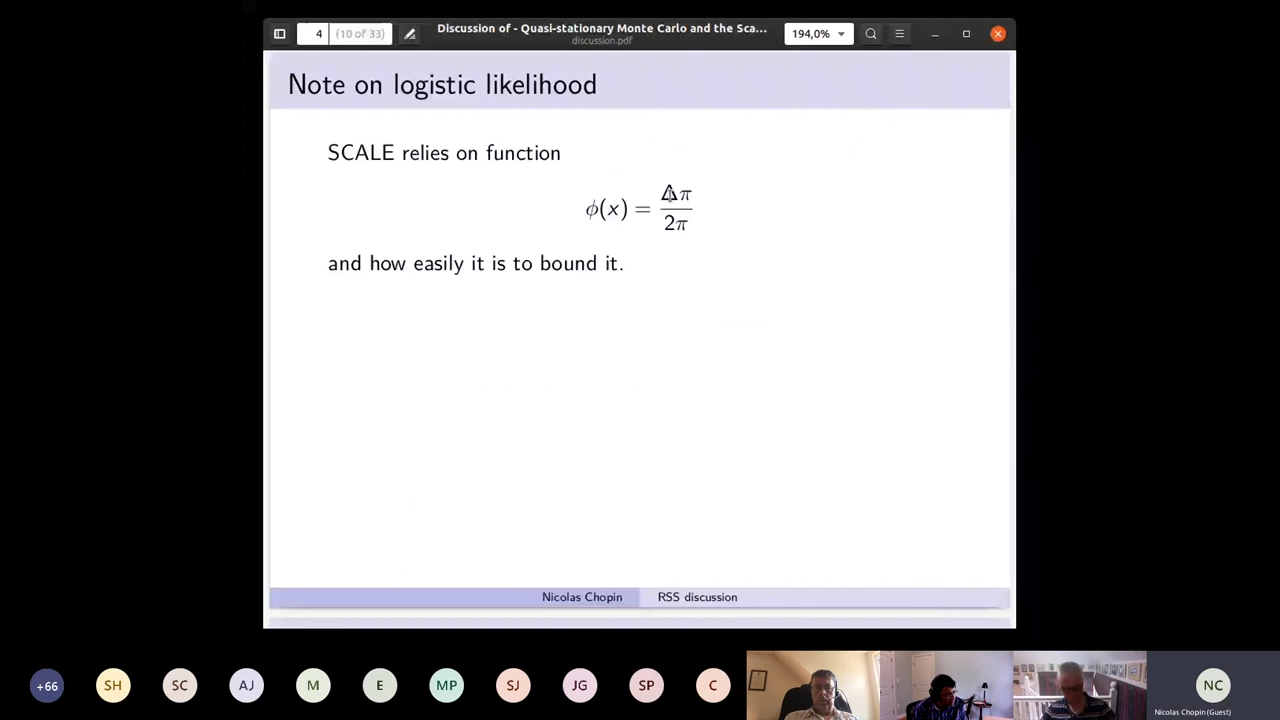 4 (10 of 33)
Discussion of - Quasi-stationary Monte Carlo and the Sca...
discussion.pdf
194,0%
Note on logistic likelihood
SCALE relies on function
ϕ(x) = Δπ / 2π
and how easily it is to bound it.
Nicolas Chopin RSS discussion
+66 SH SC AJ M E MP SJ JG SP C NC
Nicolas Chopin (Guest)